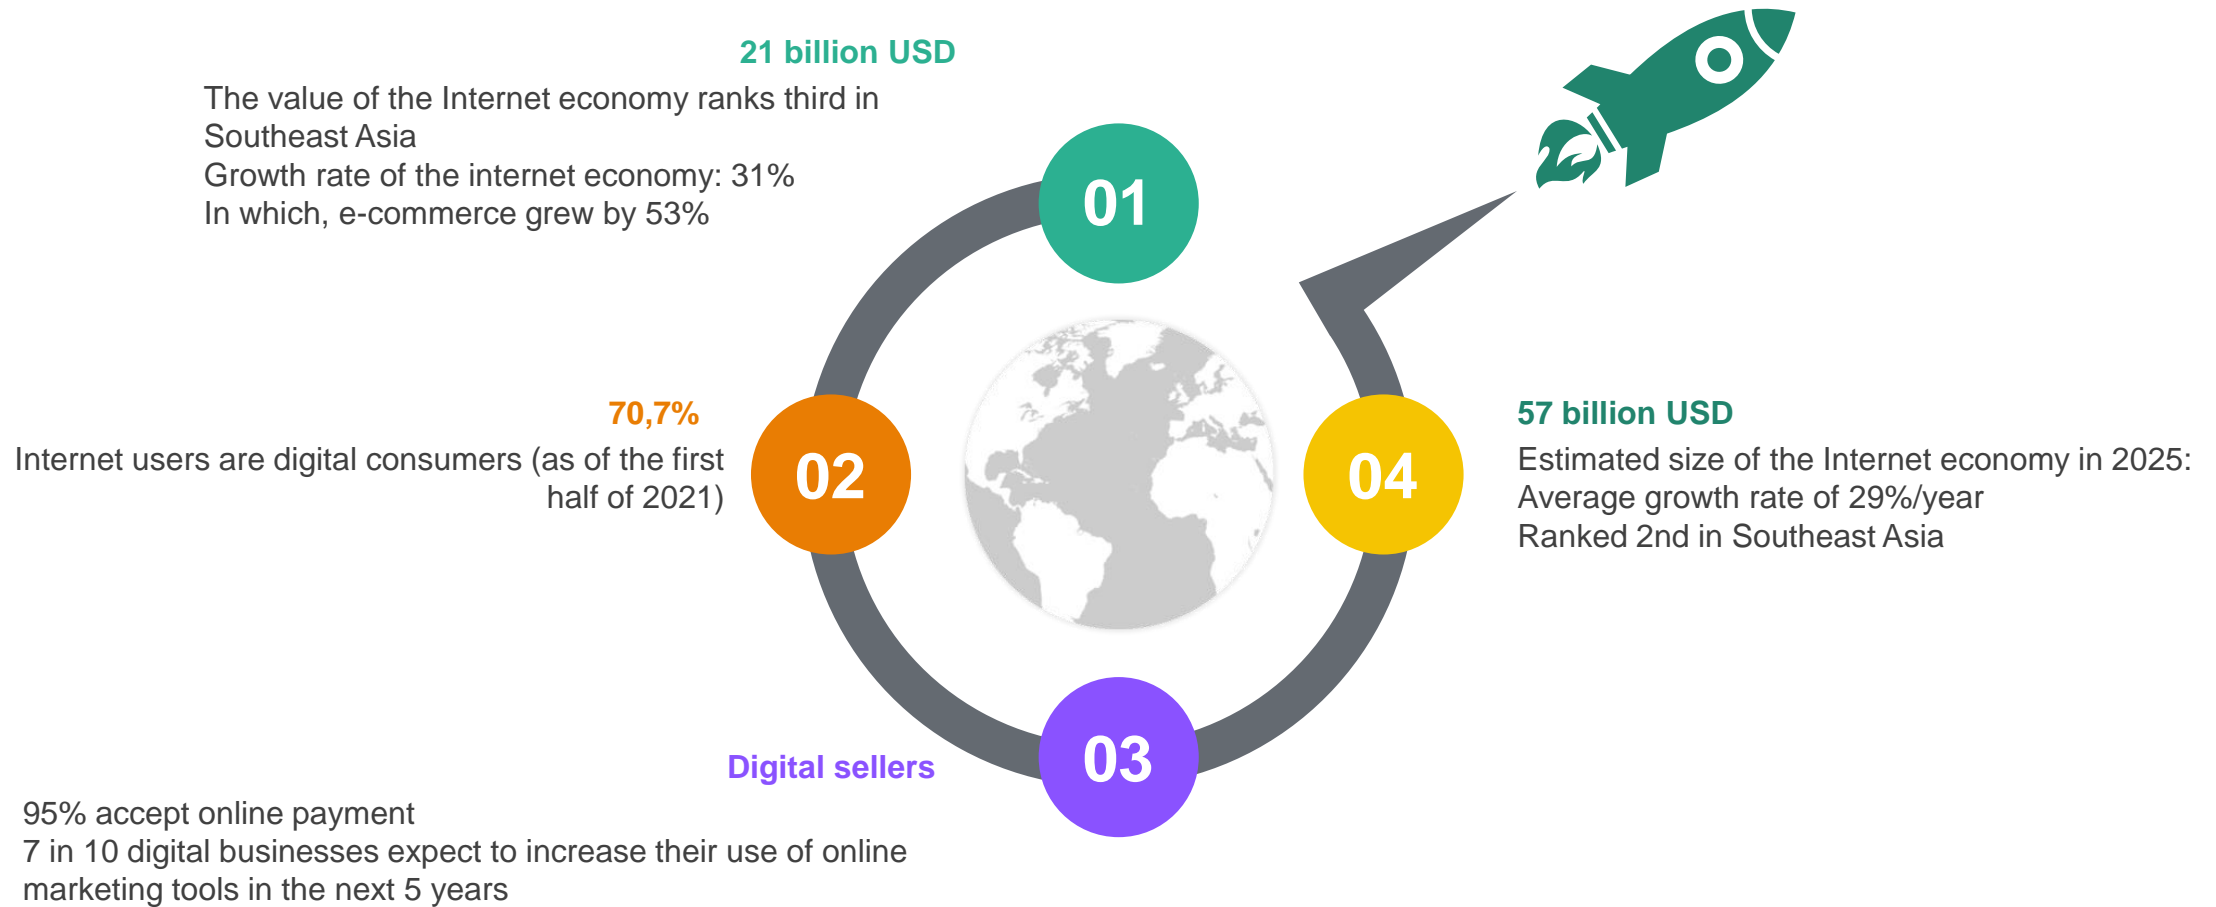 21 billion USD
The value of the Internet economy ranks third in
Southeast Asia
Growth rate of the internet economy: 31%
In which, e-commerce grew by 53%
01
70,7%
Internet users are digital consumers (as of the first
half of 2021)
02
04
57 billion USD
Estimated size of the Internet economy in 2025:
Average growth rate of 29%/year
Ranked 2nd in Southeast Asia
03
Digital sellers
95% accept online payment
7 in 10 digital businesses expect to increase their use of online
marketing tools in the next 5 years